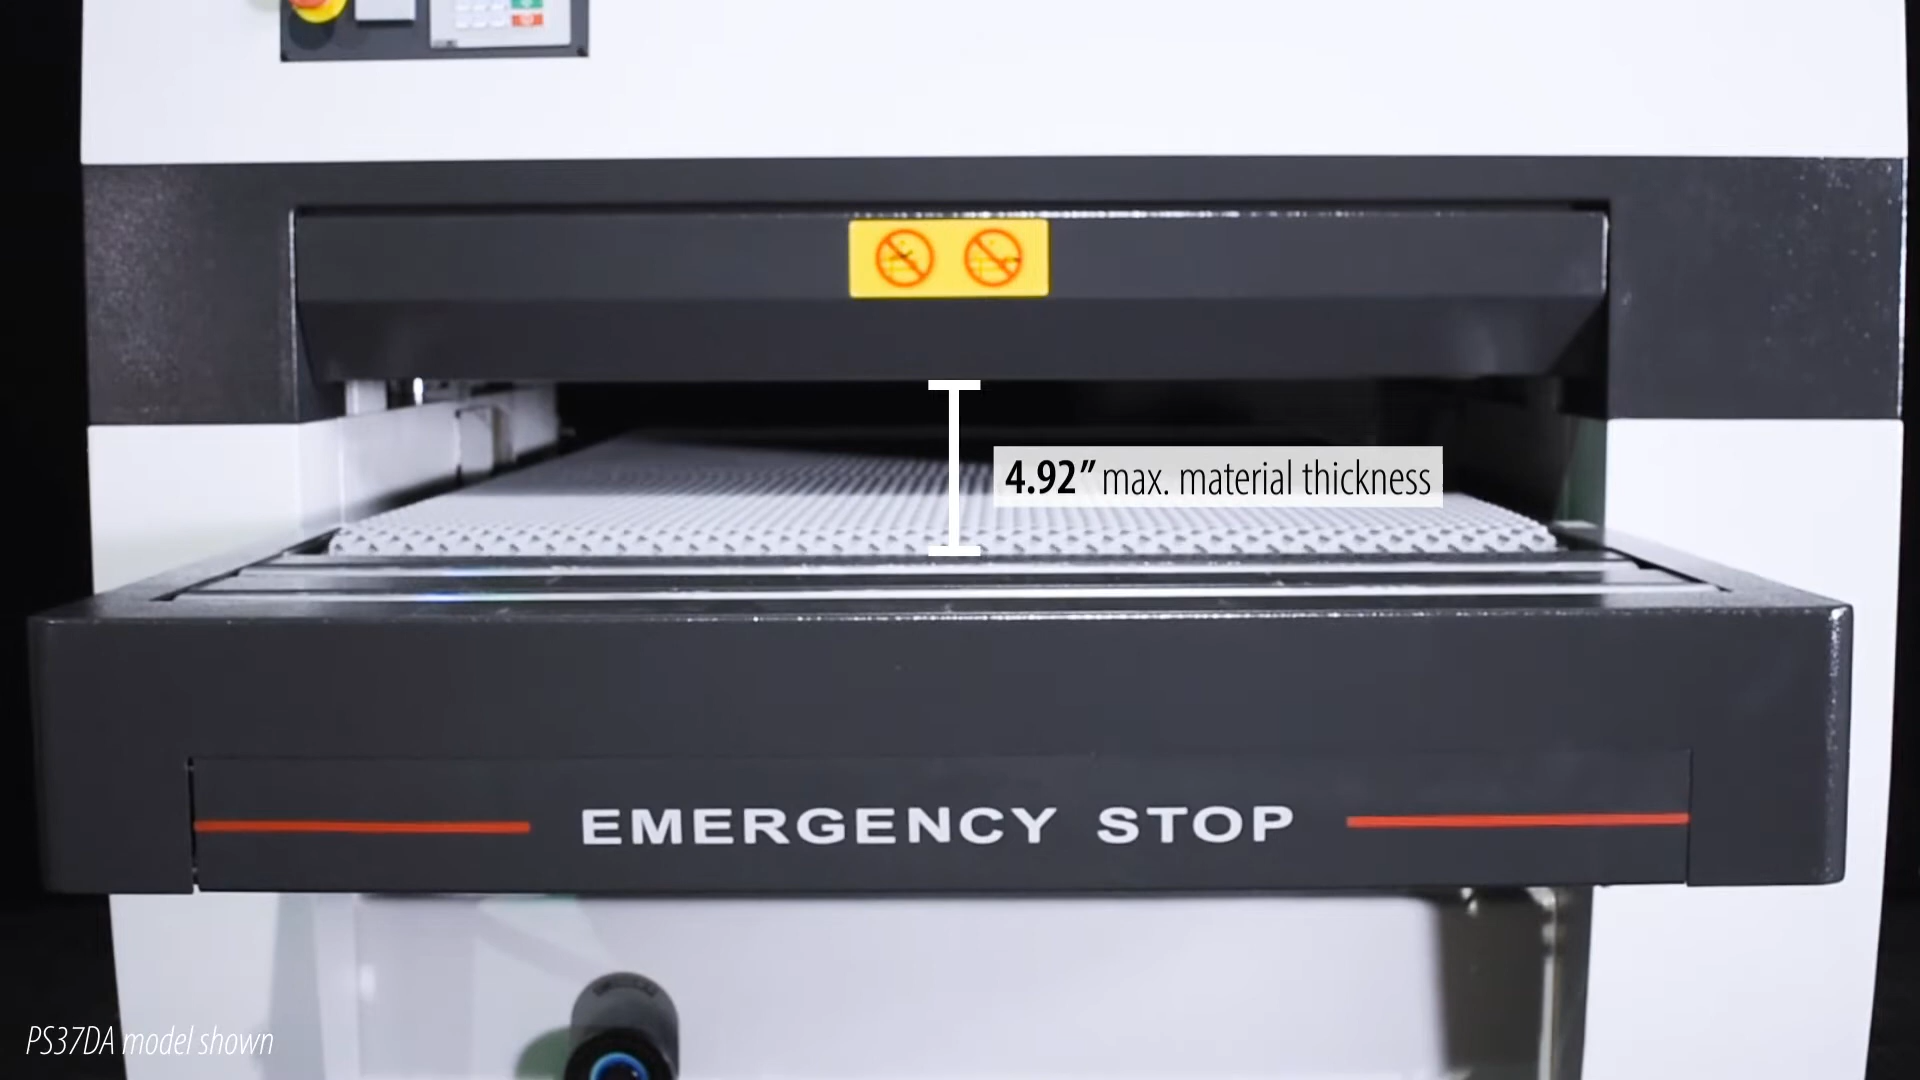 4.92” max. material thickness
EMERGENCY STOP
PS37DA model shown